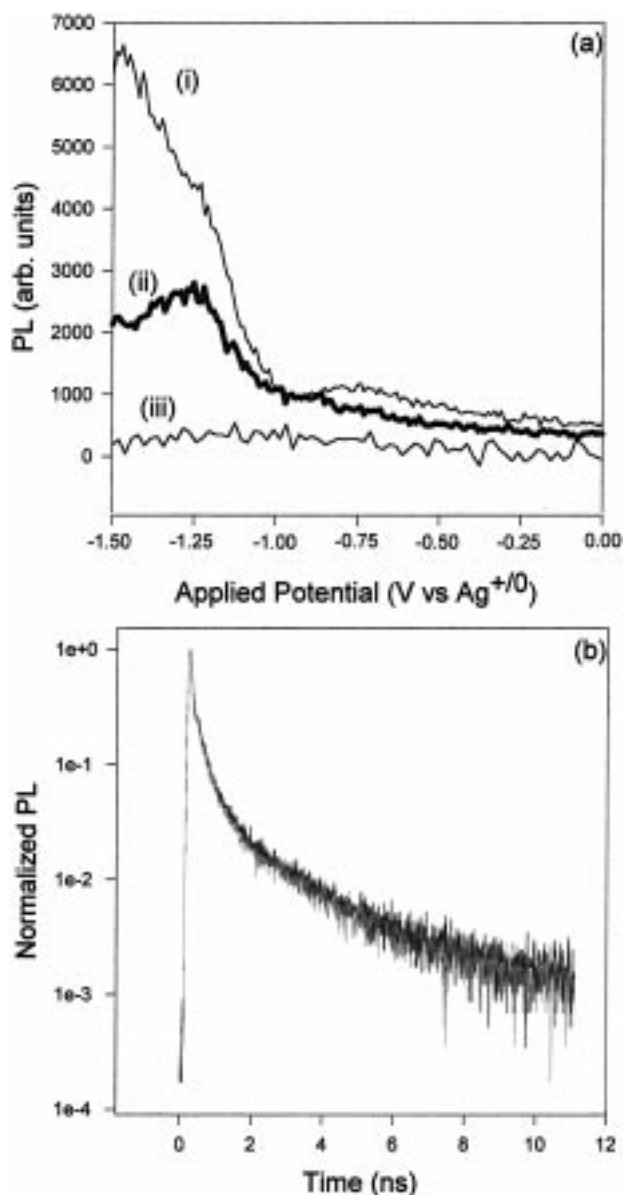 7000
(a)
6000
(i)
5000
4000
3000
(ii)
2000
1000
(iii)
0
PL (arb. units)
-1.50 -1.25 -1.00 -0.75 -0.50 -0.25 0.00
Applied Potential (V vs Ag+/0)
(b)
1e+0
1e-1
1e-2
1e-3
1e-4
Normalized PL
0 2 4 6 8 10 12
Time (ns)